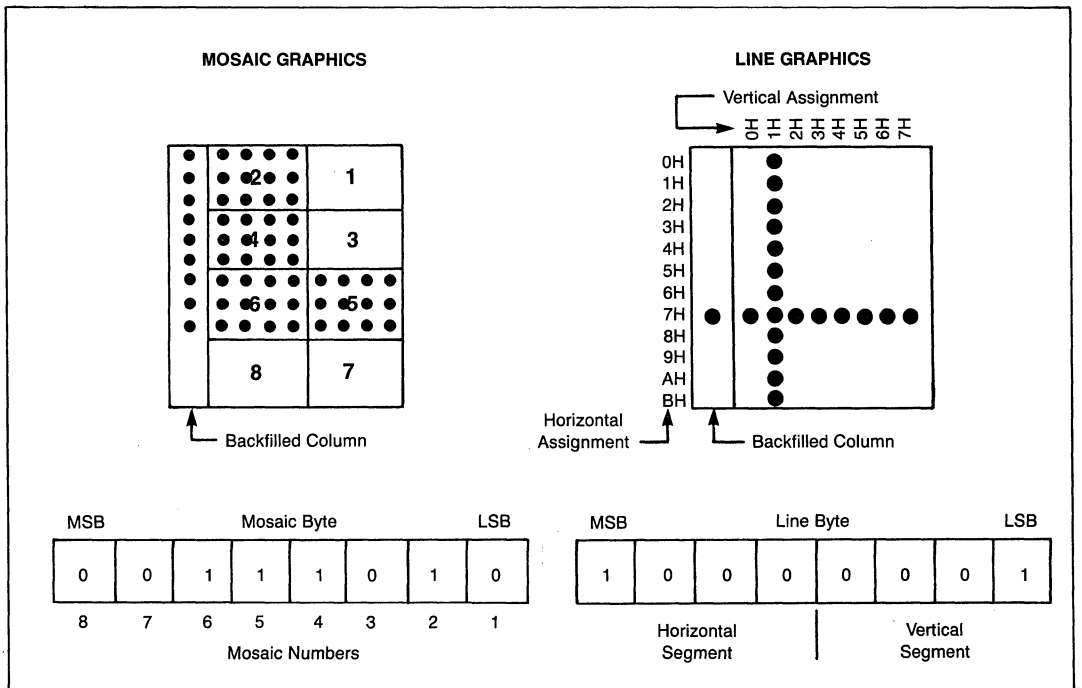 MOSAIC GRAPHICS
2 1
4 3
6 5
8 7
Backfilled Column
LINE GRAPHICS
Vertical Assignment
0H 1H 2H 3H 4H 5H 6H 7H
0H
1H
2H
3H
4H
5H
6H
7H
8H
9H
AH
BH
Horizontal
Assignment
Backfilled Column
MSB Mosaic Byte LSB
0 0 1 1 1 0 1 0
8 7 6 5 4 3 2 1
Mosaic Numbers
MSB Line Byte LSB
1 0 0 0 0 0 0 1
Horizontal
Segment
Vertical
Segment